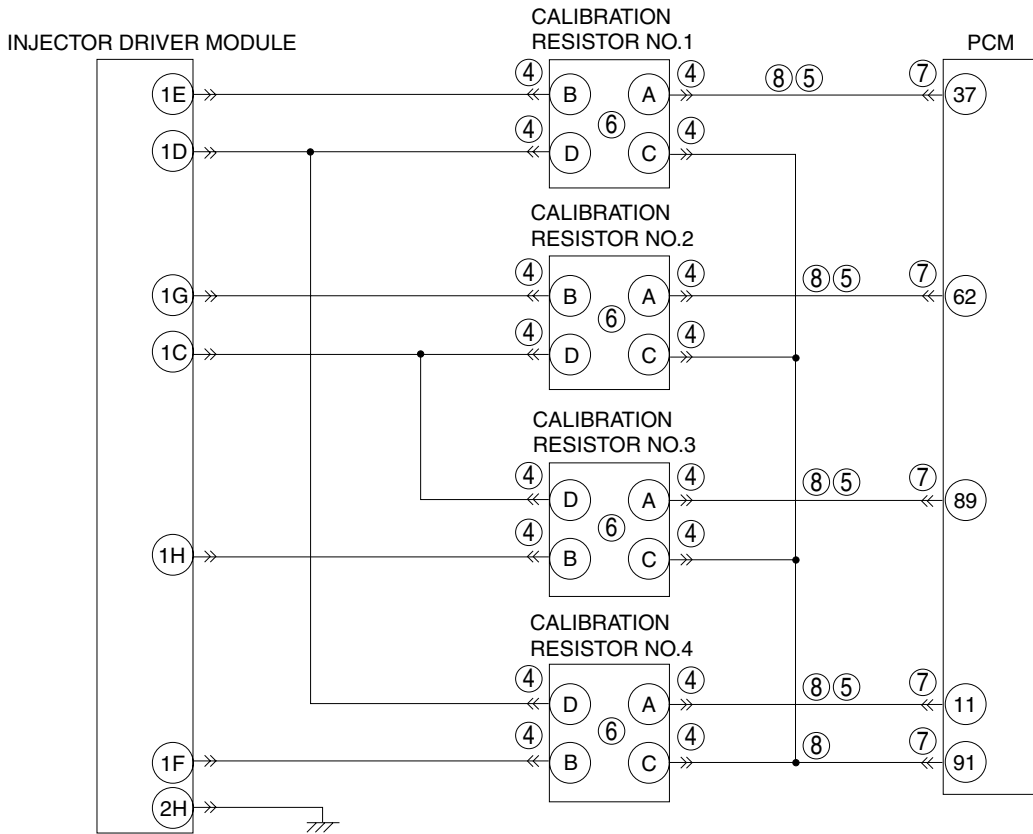 CALIBRATION
RESISTOR NO.1
INJECTOR DRIVER MODULE
PCM
4
4
8 5
7
1E
B
A
37
6
4
4
1D
D
C
CALIBRATION
RESISTOR NO.2
4
4
8 5
7
1G
B
A
62
6
4
4
1C
D
C
CALIBRATION
RESISTOR NO.3
4
4
8 5
7
D
A
89
6
4
4
1H
B
C
CALIBRATION
RESISTOR NO.4
4
4
8 5
7
D
A
11
6
4
4
8
7
1F
B
C
91
2H